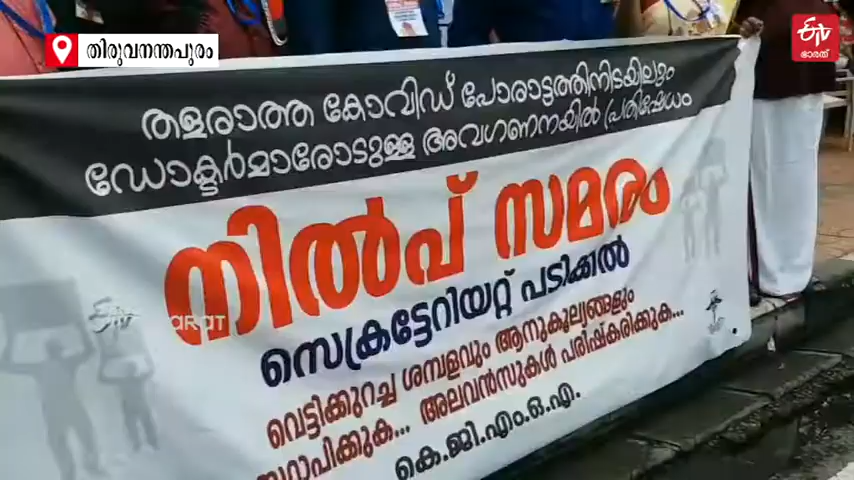 തിരുവനന്തപുരം
ഭാരത്
തളരാത്ത കോവിഡ് പോരാട്ടത്തിനിടയിലും
ഡോക്ടർമാരോടുള്ള അവഗണനയിൽ പ്രതിഷേധം
നിൽപ് സമരം
സെക്രട്ടേറിയറ്റ് പടിക്കൽ
വെട്ടിക്കുറച്ച ശമ്പളവും ആനുകൂല്യങ്ങളും
അലവൻസുകൾ പരിഷ്കരിക്കുക...
കെ.ജി.എം.ഒ.എ.